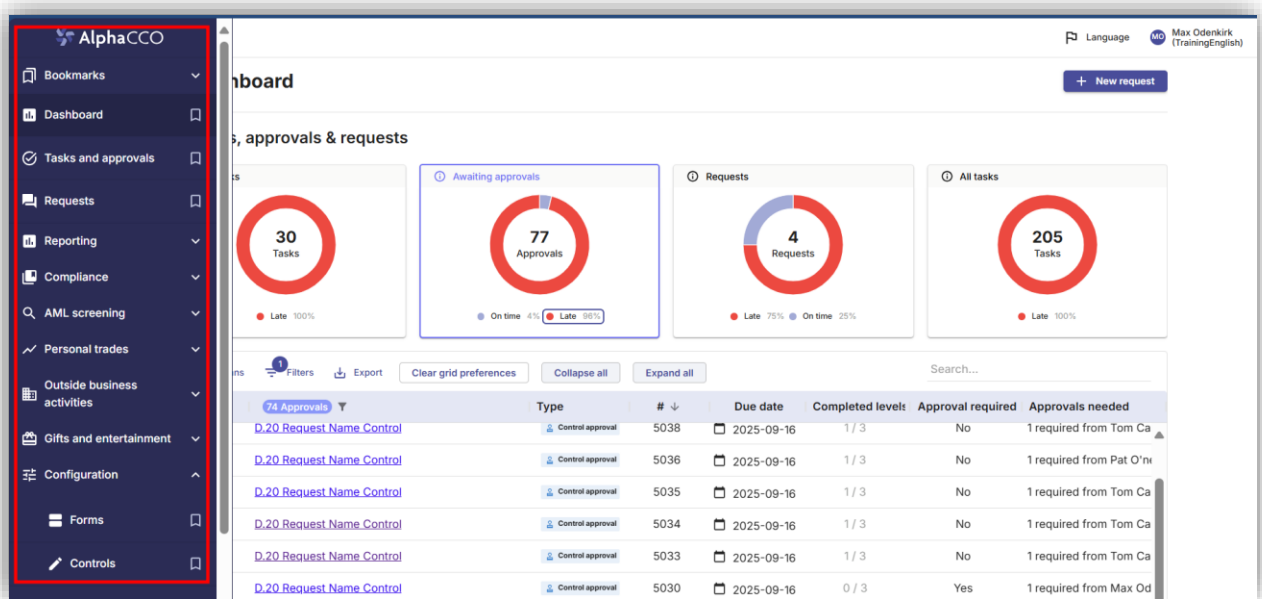 AlphaCCO
Bookmarks
Dashboard
Tasks and approvals
Requests
Reporting
Compliance
AML screening
Personal trades
Outside business
activities
Gifts and entertainment
Configuration
Forms
Controls
Language
MO
Max Odenkirk
(TrainingEnglish)
hboard
+ New request
s, approvals & requests
ks
30
Tasks
Late 100%
Awaiting approvals
77
Approvals
On time 4% Late 96%
Requests
4
Requests
Late 75% On time 25%
All tasks
205
Tasks
Late 100%
ns
1
Filters
Export
Clear grid preferences
Collapse all
Expand all
Search...
74 Approvals Type # Due date Completed levels Approval required Approvals needed
D.20 Request Name Control Control approval 5038 2025-09-16 1 / 3 No 1 required from Tom Ca
D.20 Request Name Control Control approval 5036 2025-09-16 1 / 3 No 1 required from Pat O'ne
D.20 Request Name Control Control approval 5035 2025-09-16 1 / 3 No 1 required from Tom Ca
D.20 Request Name Control Control approval 5034 2025-09-16 1 / 3 No 1 required from Tom Ca
D.20 Request Name Control Control approval 5033 2025-09-16 1 / 3 No 1 required from Tom Ca
D.20 Request Name Control Control approval 5030 2025-09-16 0 / 3 Yes 1 required from Max Od